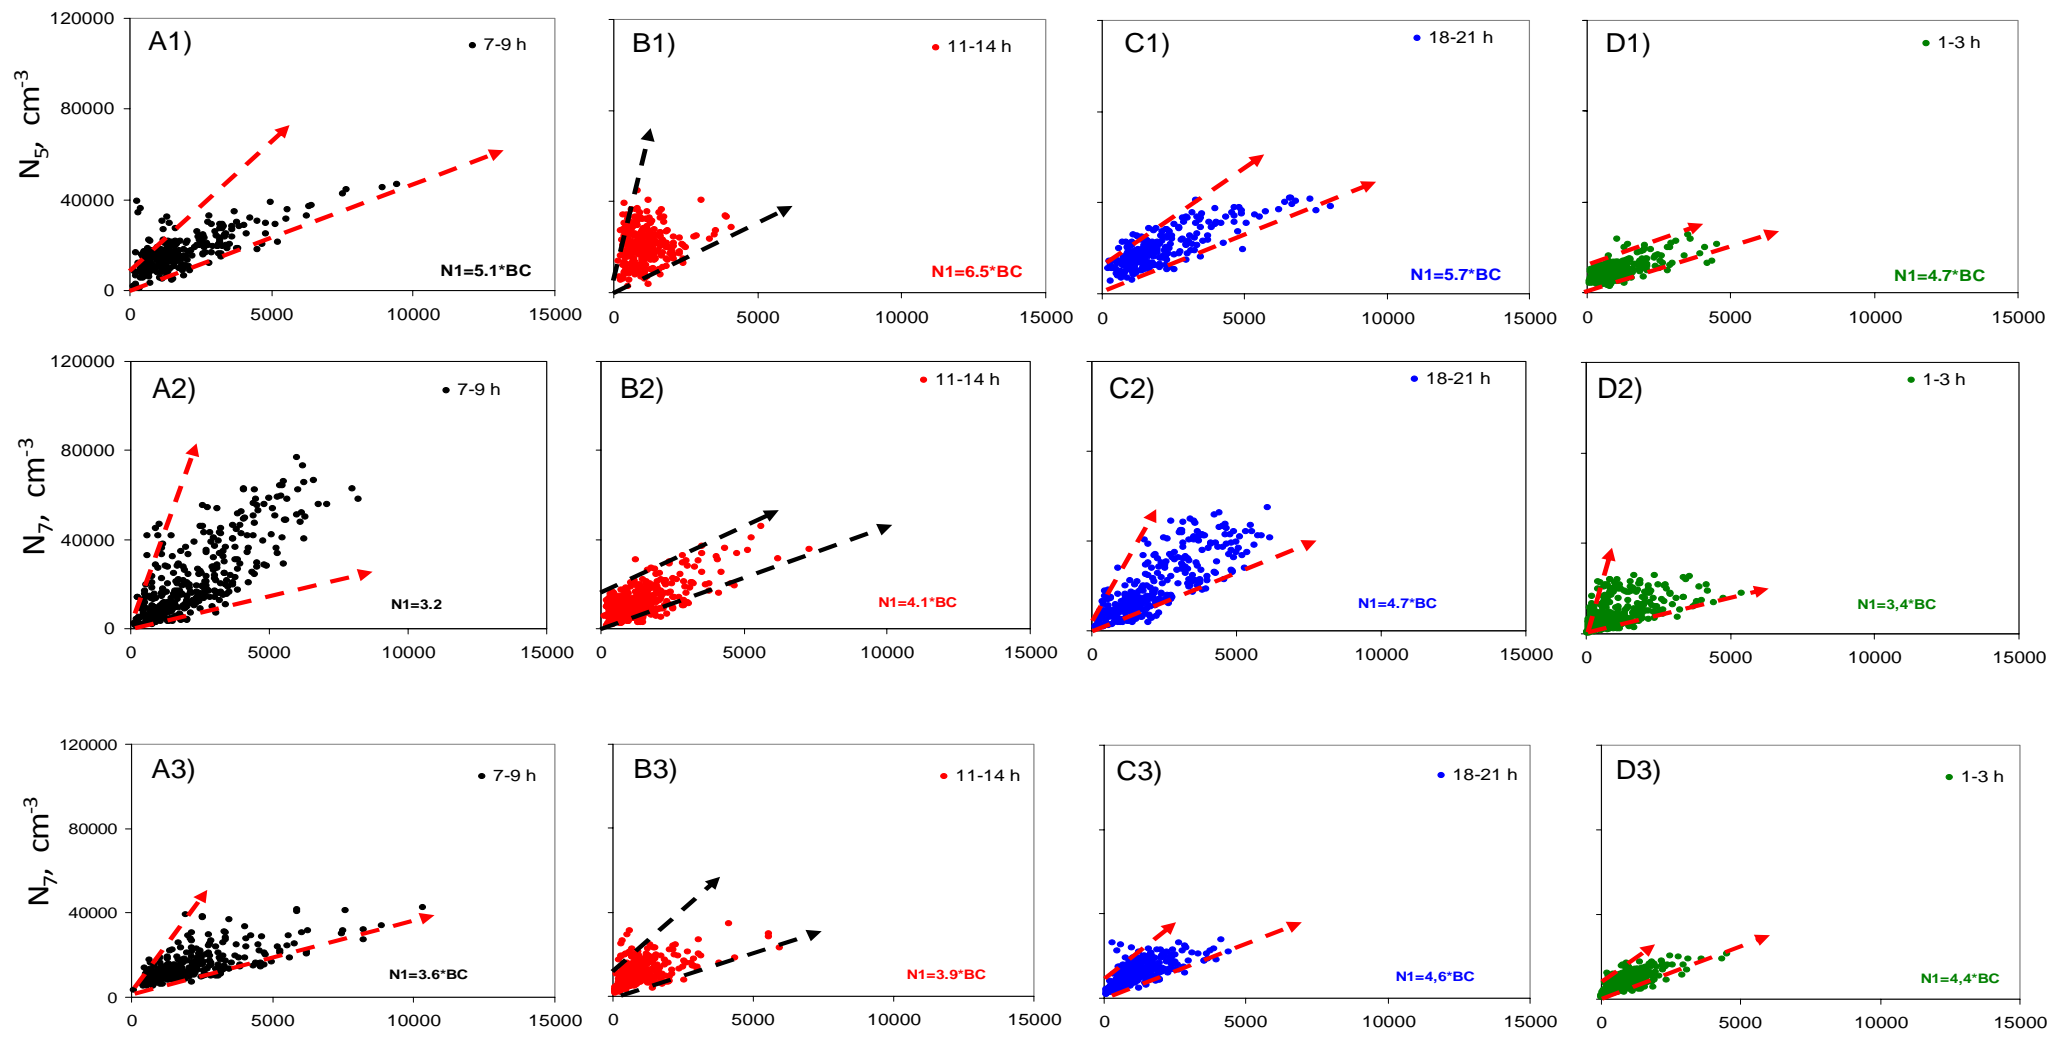 120000
A1)
7-9 h
B1)
11-14 h
C1)
18-21 h
D1)
1-3 h
80000
N5, cm-3
40000
N1=5.1*BC
N1=6.5*BC
N1=5.7*BC
N1=4.7*BC
0
0 5000 10000 15000
0 5000 10000 15000
0 5000 10000 15000
0 5000 10000 15000
120000
A2)
7-9 h
B2)
11-14 h
C2)
18-21 h
D2)
1-3 h
80000
N7, cm-3
40000
N1=3.2
N1=4.1*BC
N1=4.7*BC
N1=3,4*BC
0
0 5000 10000 15000
0 5000 10000 15000
0 5000 10000 15000
0 5000 10000 15000
120000
A3)
7-9 h
B3)
11-14 h
C3)
18-21 h
D3)
1-3 h
80000
N7, cm-3
40000
N1=3.6*BC
N1=3.9*BC
N1=4,6*BC
N1=4,4*BC
0
0 5000 10000 15000
0 5000 10000 15000
0 5000 10000 15000
0 5000 10000 15000